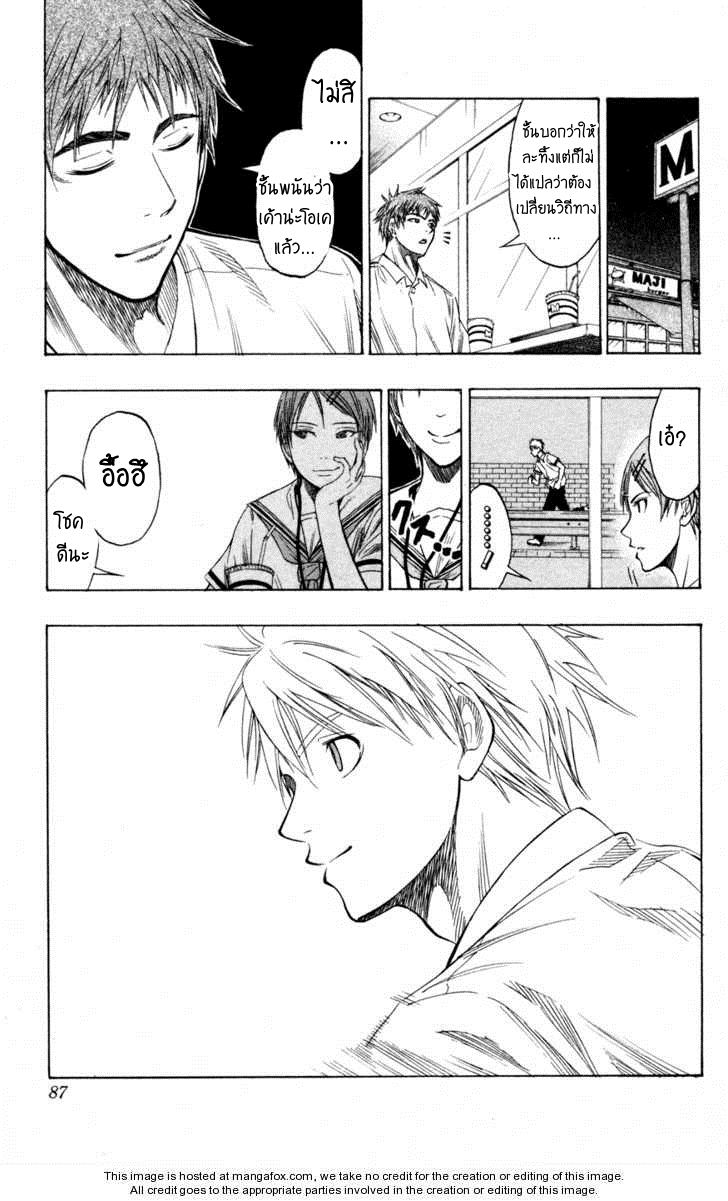 M
MAJI
burger
ชั้นบอกว่าให้
ละทิ้งแต่ก็ไม่
ได้แปลว่าต้อง
เปลี่ยนวิถีทาง
...
ไม่สิ
...
ชั้นพนันว่า
เค้าน่ะโอเค
แล้ว...
เอ๋?
クス...
อื้อฮึ
โชค
ดีนะ
87
This image is hosted at mangafox.com, we take no credit for the creation or editing of this image.
All credit goes to the appropriate parties involved in the creation or editing of this image.